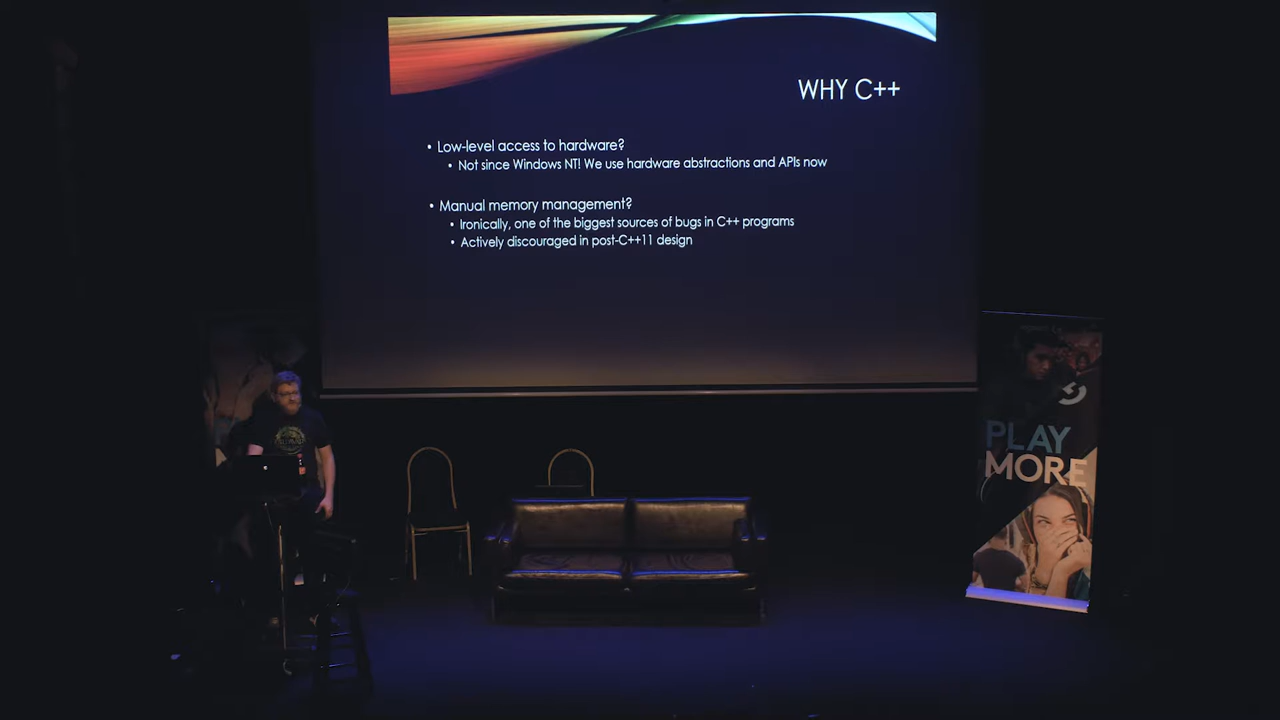 WHY C++
• Low-level access to hardware?
• Not since Windows NT! We use hardware abstractions and APIs now
• Manual memory management?
• Ironically, one of the biggest sources of bugs in C++ programs
• Actively discouraged in post-C++11 design
PLAY
MORE